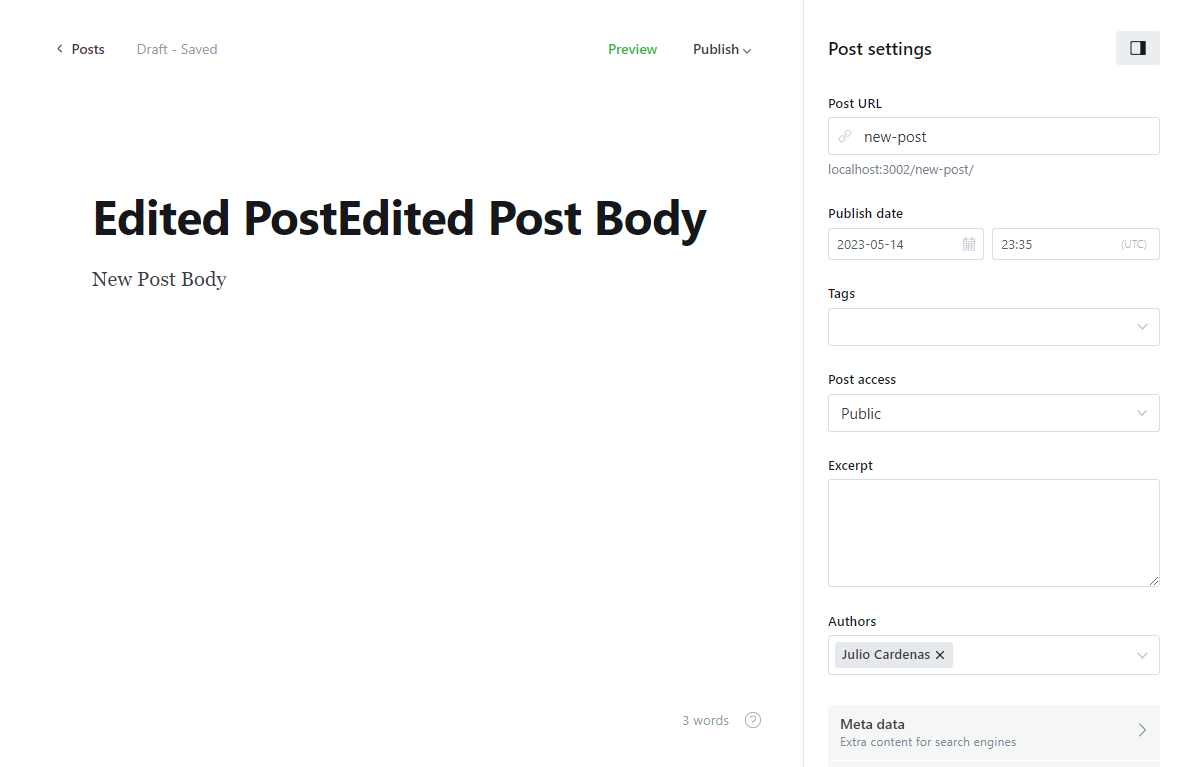 Posts
Draft - Saved
Preview
Publish
Edited PostEdited Post Body
New Post Body
3 words
?
Post settings
Post URL
new-post
localhost:3002/new-post/
Publish date
2023-05-14
23:35
(UTC)
Tags
Post access
Public
Excerpt
Authors
Julio Cardenas ×
Meta data
Extra content for search engines